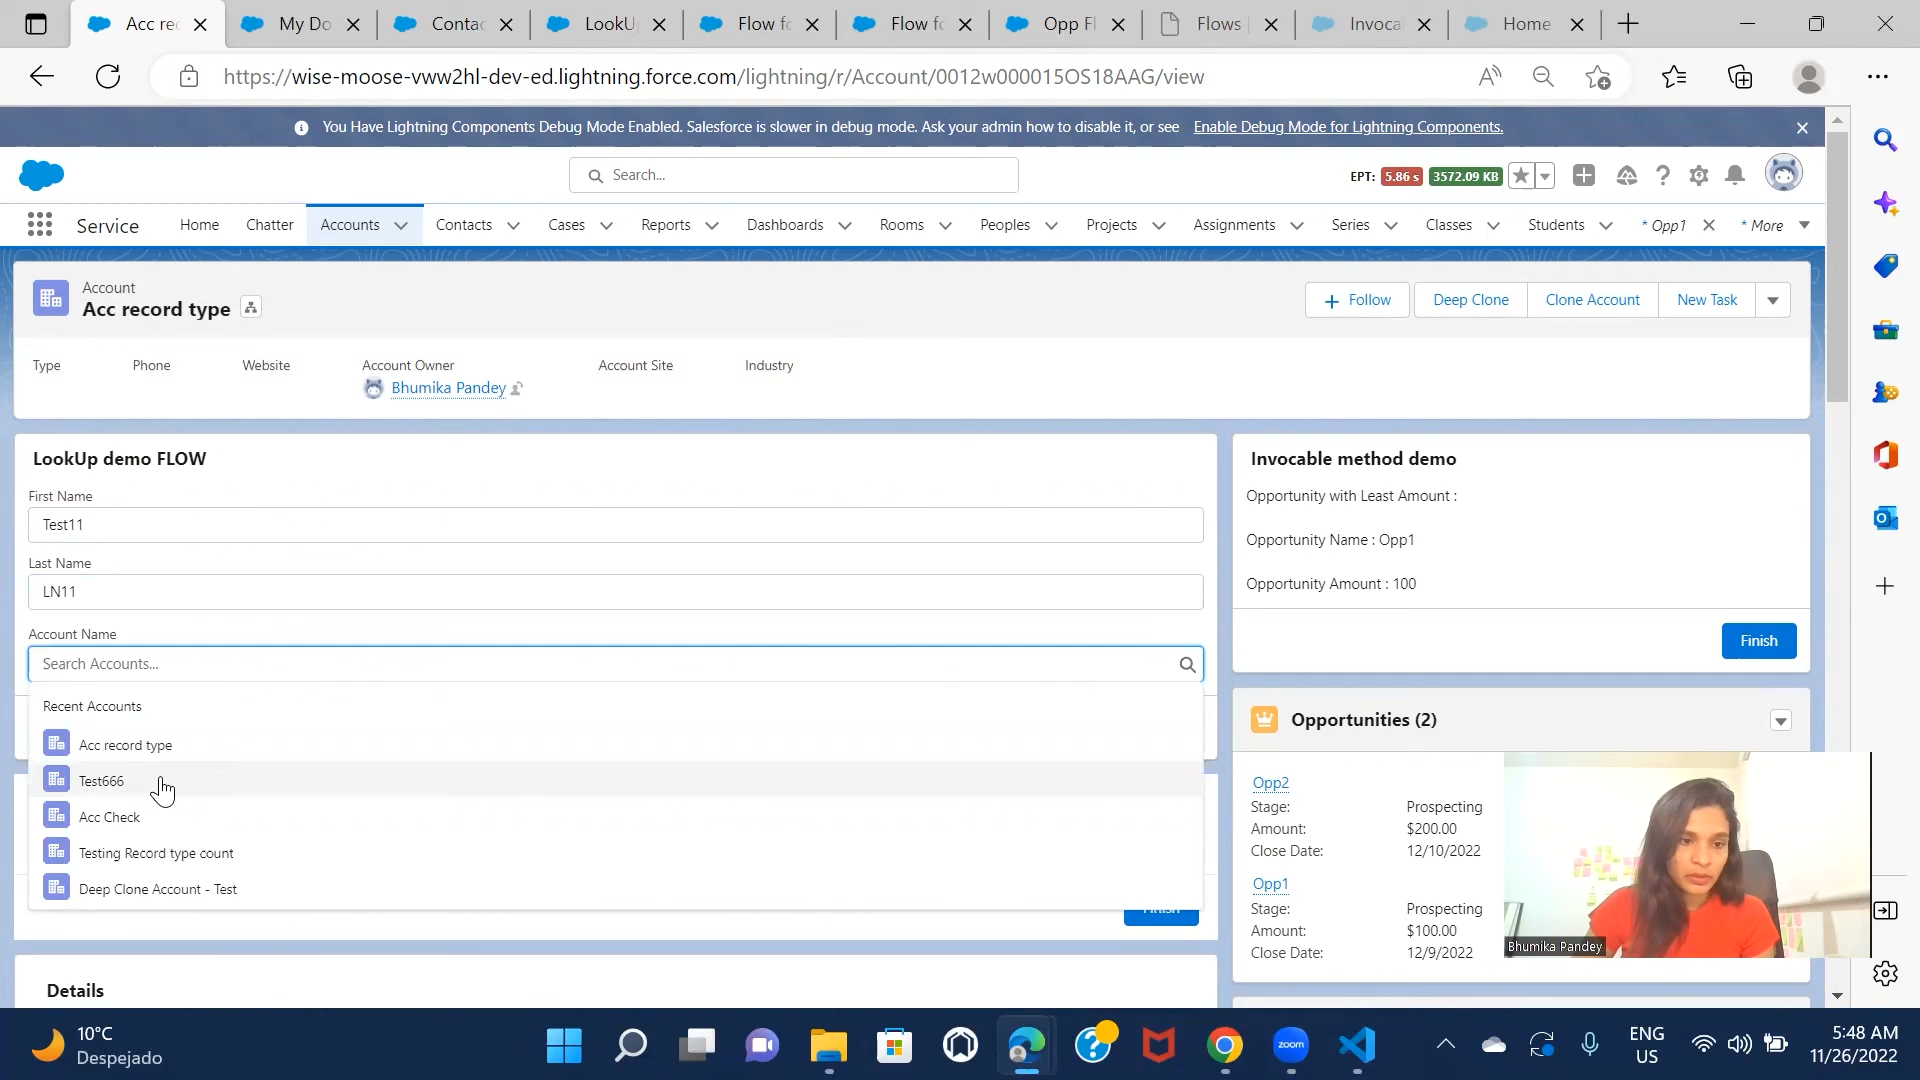 Acc re
My Do
Contac
LookU
Flow fo
Flow fo
Opp Fl
Flows
Invoca
Home
https://wise-moose-vww2hl-dev-ed.lightning.force.com/lightning/r/Account/0012w000015OS18AAG/view
You Have Lightning Components Debug Mode Enabled. Salesforce is slower in debug mode. Ask your admin how to disable it, or see Enable Debug Mode for Lightning Components.
Search...
EPT: 5.86 s 3572.09 KB
Service
Home
Chatter
Accounts
Contacts
Cases
Reports
Dashboards
Rooms
Peoples
Projects
Assignments
Series
Classes
Students
* Opp1
* More
Account
Acc record type
Follow
Deep Clone
Clone Account
New Task
Type
Phone
Website
Account Owner
Account Site
Industry
Bhumika Pandey
LookUp demo FLOW
First Name
Test11
Last Name
LN11
Account Name
Search Accounts...
Recent Accounts
Acc record type
Test666
Acc Check
Testing Record type count
Deep Clone Account - Test
Finish
Details
Invocable method demo
Opportunity with Least Amount :
Opportunity Name : Opp1
Opportunity Amount : 100
Finish
Opportunities (2)
Opp2
Stage: Prospecting
Amount: $200.00
Close Date: 12/10/2022
Opp1
Stage: Prospecting
Amount: $100.00
Close Date: 12/9/2022
Bhumika Pandey
10°C
Despejado
zoom
ENG
US
5:48 AM
11/26/2022